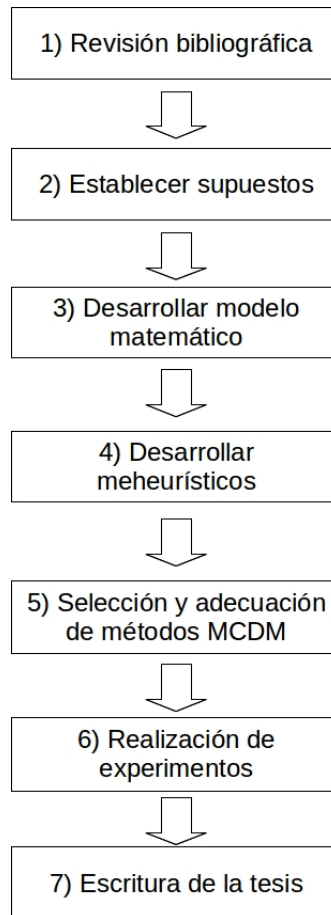 1) Revisión bibliográfica
2) Establecer supuestos
3) Desarrollar modelo
matemático
4) Desarrollar
meheurísticos
5) Selección y adecuación
de métodos MCDM
6) Realización de
experimentos
7) Escritura de la tesis